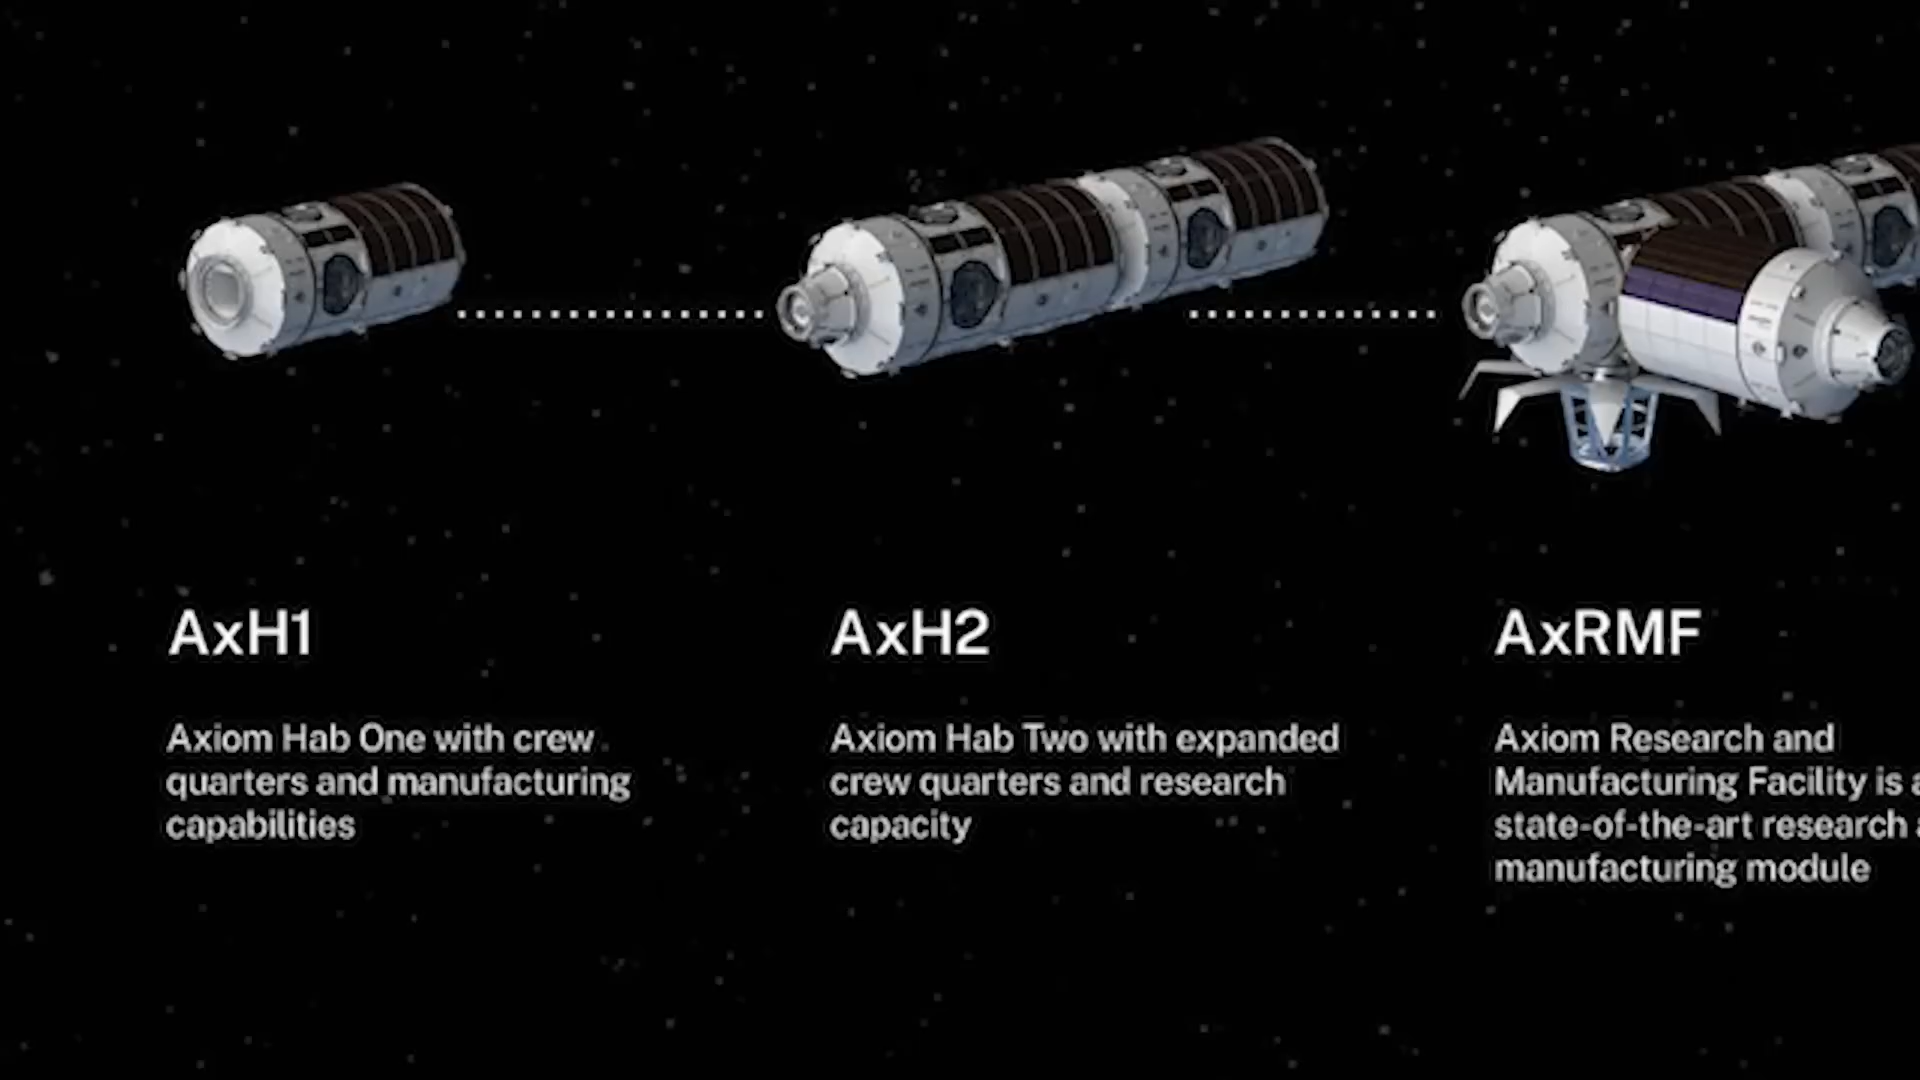 AxH1
Axiom Hab One with crew
quarters and manufacturing
capabilities
AxH2
Axiom Hab Two with expanded
crew quarters and research
capacity
AxRMF
Axiom Research and
Manufacturing Facility is
state-of-the-art research
manufacturing module